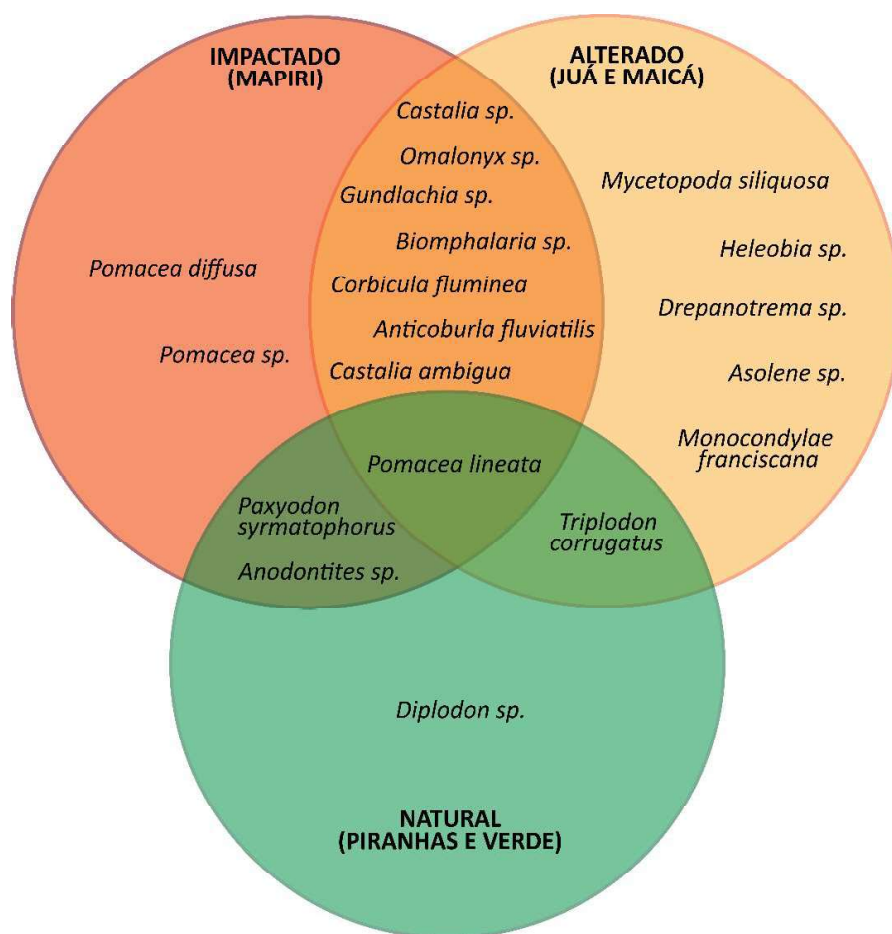 IMPACTADO
(MAPIRI)
ALTERADO
(JUÁ E MAICÁ)
Castalia sp.
Omalonyx sp.
Gundlachia sp.
Biomphalaria sp.
Corbicula fluminea
Anticoburla fluviatilis
Castalia ambigua
Mycetopoda siliquosa
Heleobia sp.
Drepanotrema sp.
Asolene sp.
Monocondylae
franciscana
Pomacea diffusa
Pomacea sp.
Pomacea lineata
Paxyodon
syrmatophorus
Anodontites sp.
Triplodon
corrugatus
Diplodon sp.
NATURAL
(PIRANHAS E VERDE)